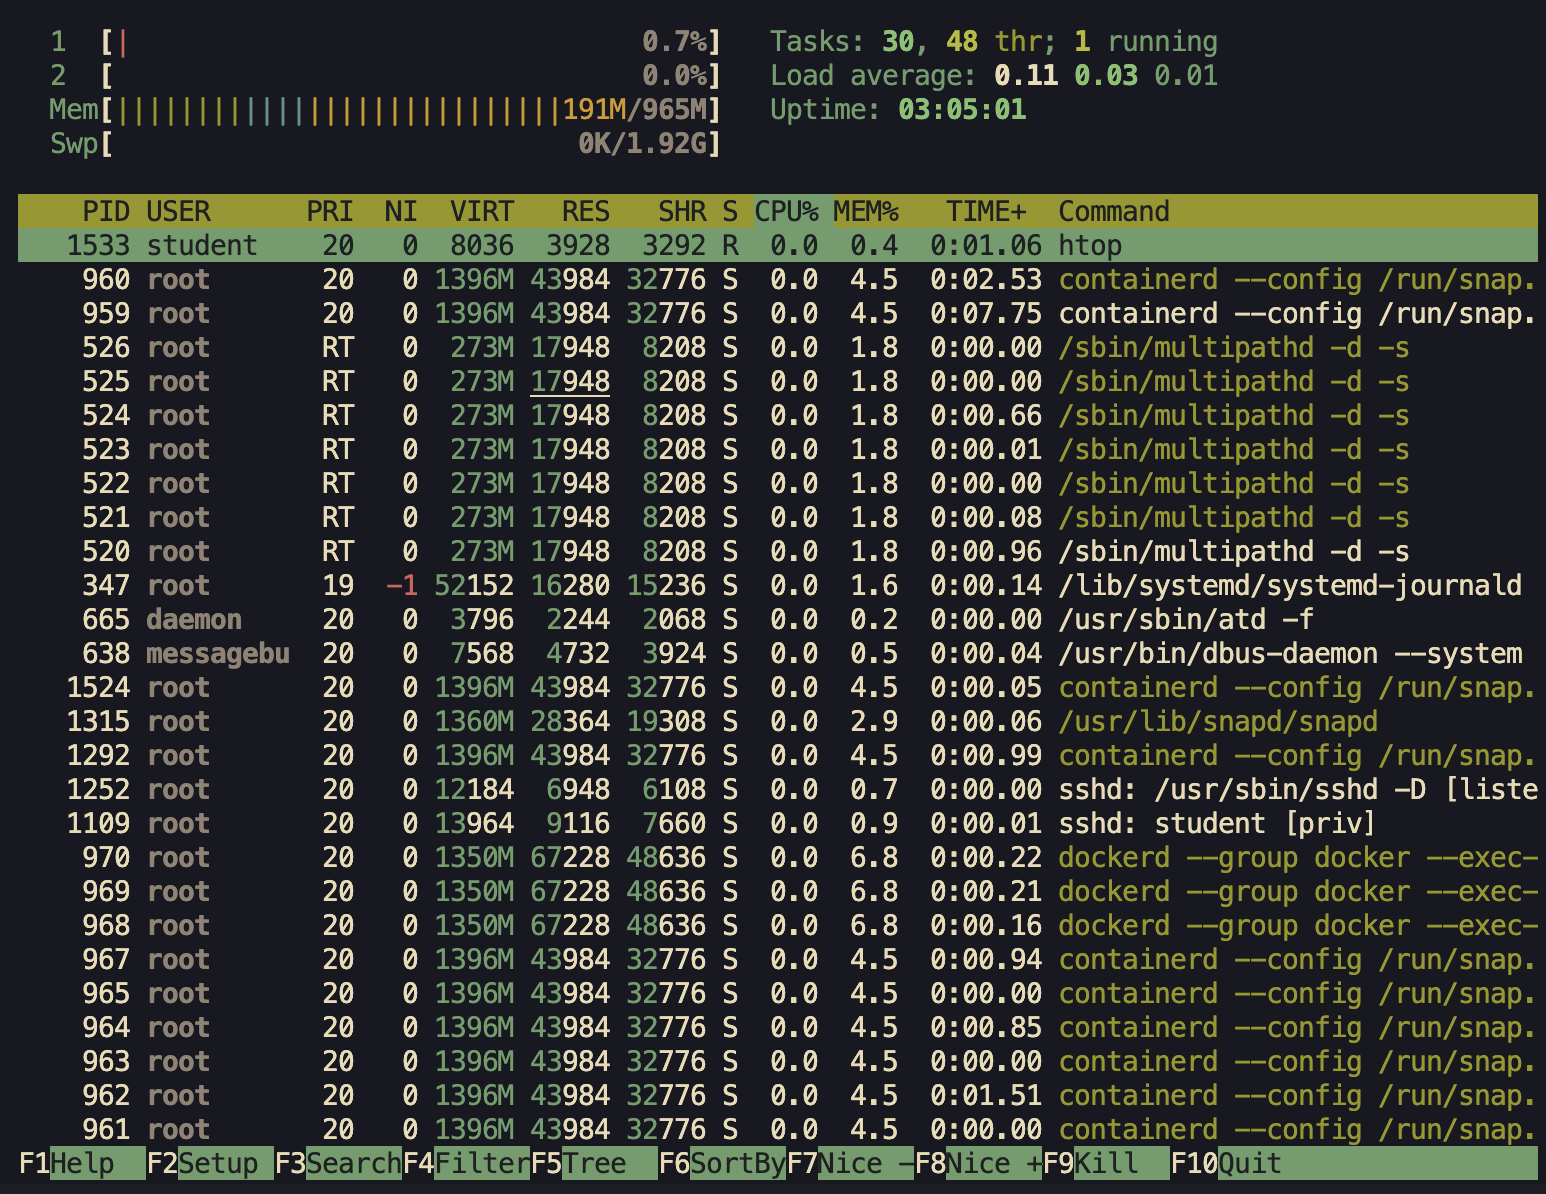 1 [| 0.7%] Tasks: 30, 48 thr; 1 running
2 [ 0.0%] Load average: 0.11 0.03 0.01
Mem[||||||||||||||||||||||||||||191M/965M] Uptime: 03:05:01
Swp[ 0K/1.92G]
PID USER PRI NI VIRT RES SHR S CPU% MEM% TIME+ Command
1533 student 20 0 8036 3928 3292 R 0.0 0.4 0:01.06 htop
960 root 20 0 1396M 43984 32776 S 0.0 4.5 0:02.53 containerd --config /run/snap.
959 root 20 0 1396M 43984 32776 S 0.0 4.5 0:07.75 containerd --config /run/snap.
526 root RT 0 273M 17948 8208 S 0.0 1.8 0:00.00 /sbin/multipathd -d -s
525 root RT 0 273M 17948 8208 S 0.0 1.8 0:00.00 /sbin/multipathd -d -s
524 root RT 0 273M 17948 8208 S 0.0 1.8 0:00.66 /sbin/multipathd -d -s
523 root RT 0 273M 17948 8208 S 0.0 1.8 0:00.01 /sbin/multipathd -d -s
522 root RT 0 273M 17948 8208 S 0.0 1.8 0:00.00 /sbin/multipathd -d -s
521 root RT 0 273M 17948 8208 S 0.0 1.8 0:00.08 /sbin/multipathd -d -s
520 root RT 0 273M 17948 8208 S 0.0 1.8 0:00.96 /sbin/multipathd -d -s
347 root 19 -1 52152 16280 15236 S 0.0 1.6 0:00.14 /lib/systemd/systemd-journald
665 daemon 20 0 3796 2244 2068 S 0.0 0.2 0:00.00 /usr/sbin/atd -f
638 messagebu 20 0 7568 4732 3924 S 0.0 0.5 0:00.04 /usr/bin/dbus-daemon --system
1524 root 20 0 1396M 43984 32776 S 0.0 4.5 0:00.05 containerd --config /run/snap.
1315 root 20 0 1360M 28364 19308 S 0.0 2.9 0:00.06 /usr/lib/snapd/snapd
1292 root 20 0 1396M 43984 32776 S 0.0 4.5 0:00.99 containerd --config /run/snap.
1252 root 20 0 12184 6948 6108 S 0.0 0.7 0:00.00 sshd: /usr/sbin/sshd -D [liste
1109 root 20 0 13964 9116 7660 S 0.0 0.9 0:00.01 sshd: student [priv]
970 root 20 0 1350M 67228 48636 S 0.0 6.8 0:00.22 dockerd --group docker --exec-
969 root 20 0 1350M 67228 48636 S 0.0 6.8 0:00.21 dockerd --group docker --exec-
968 root 20 0 1350M 67228 48636 S 0.0 6.8 0:00.16 dockerd --group docker --exec-
967 root 20 0 1396M 43984 32776 S 0.0 4.5 0:00.94 containerd --config /run/snap.
965 root 20 0 1396M 43984 32776 S 0.0 4.5 0:00.00 containerd --config /run/snap.
964 root 20 0 1396M 43984 32776 S 0.0 4.5 0:00.85 containerd --config /run/snap.
963 root 20 0 1396M 43984 32776 S 0.0 4.5 0:00.00 containerd --config /run/snap.
962 root 20 0 1396M 43984 32776 S 0.0 4.5 0:01.51 containerd --config /run/snap.
961 root 20 0 1396M 43984 32776 S 0.0 4.5 0:00.00 containerd --config /run/snap.
F1Help F2Setup F3SearchF4FilterF5Tree F6SortByF7Nice -F8Nice +F9Kill F10Quit